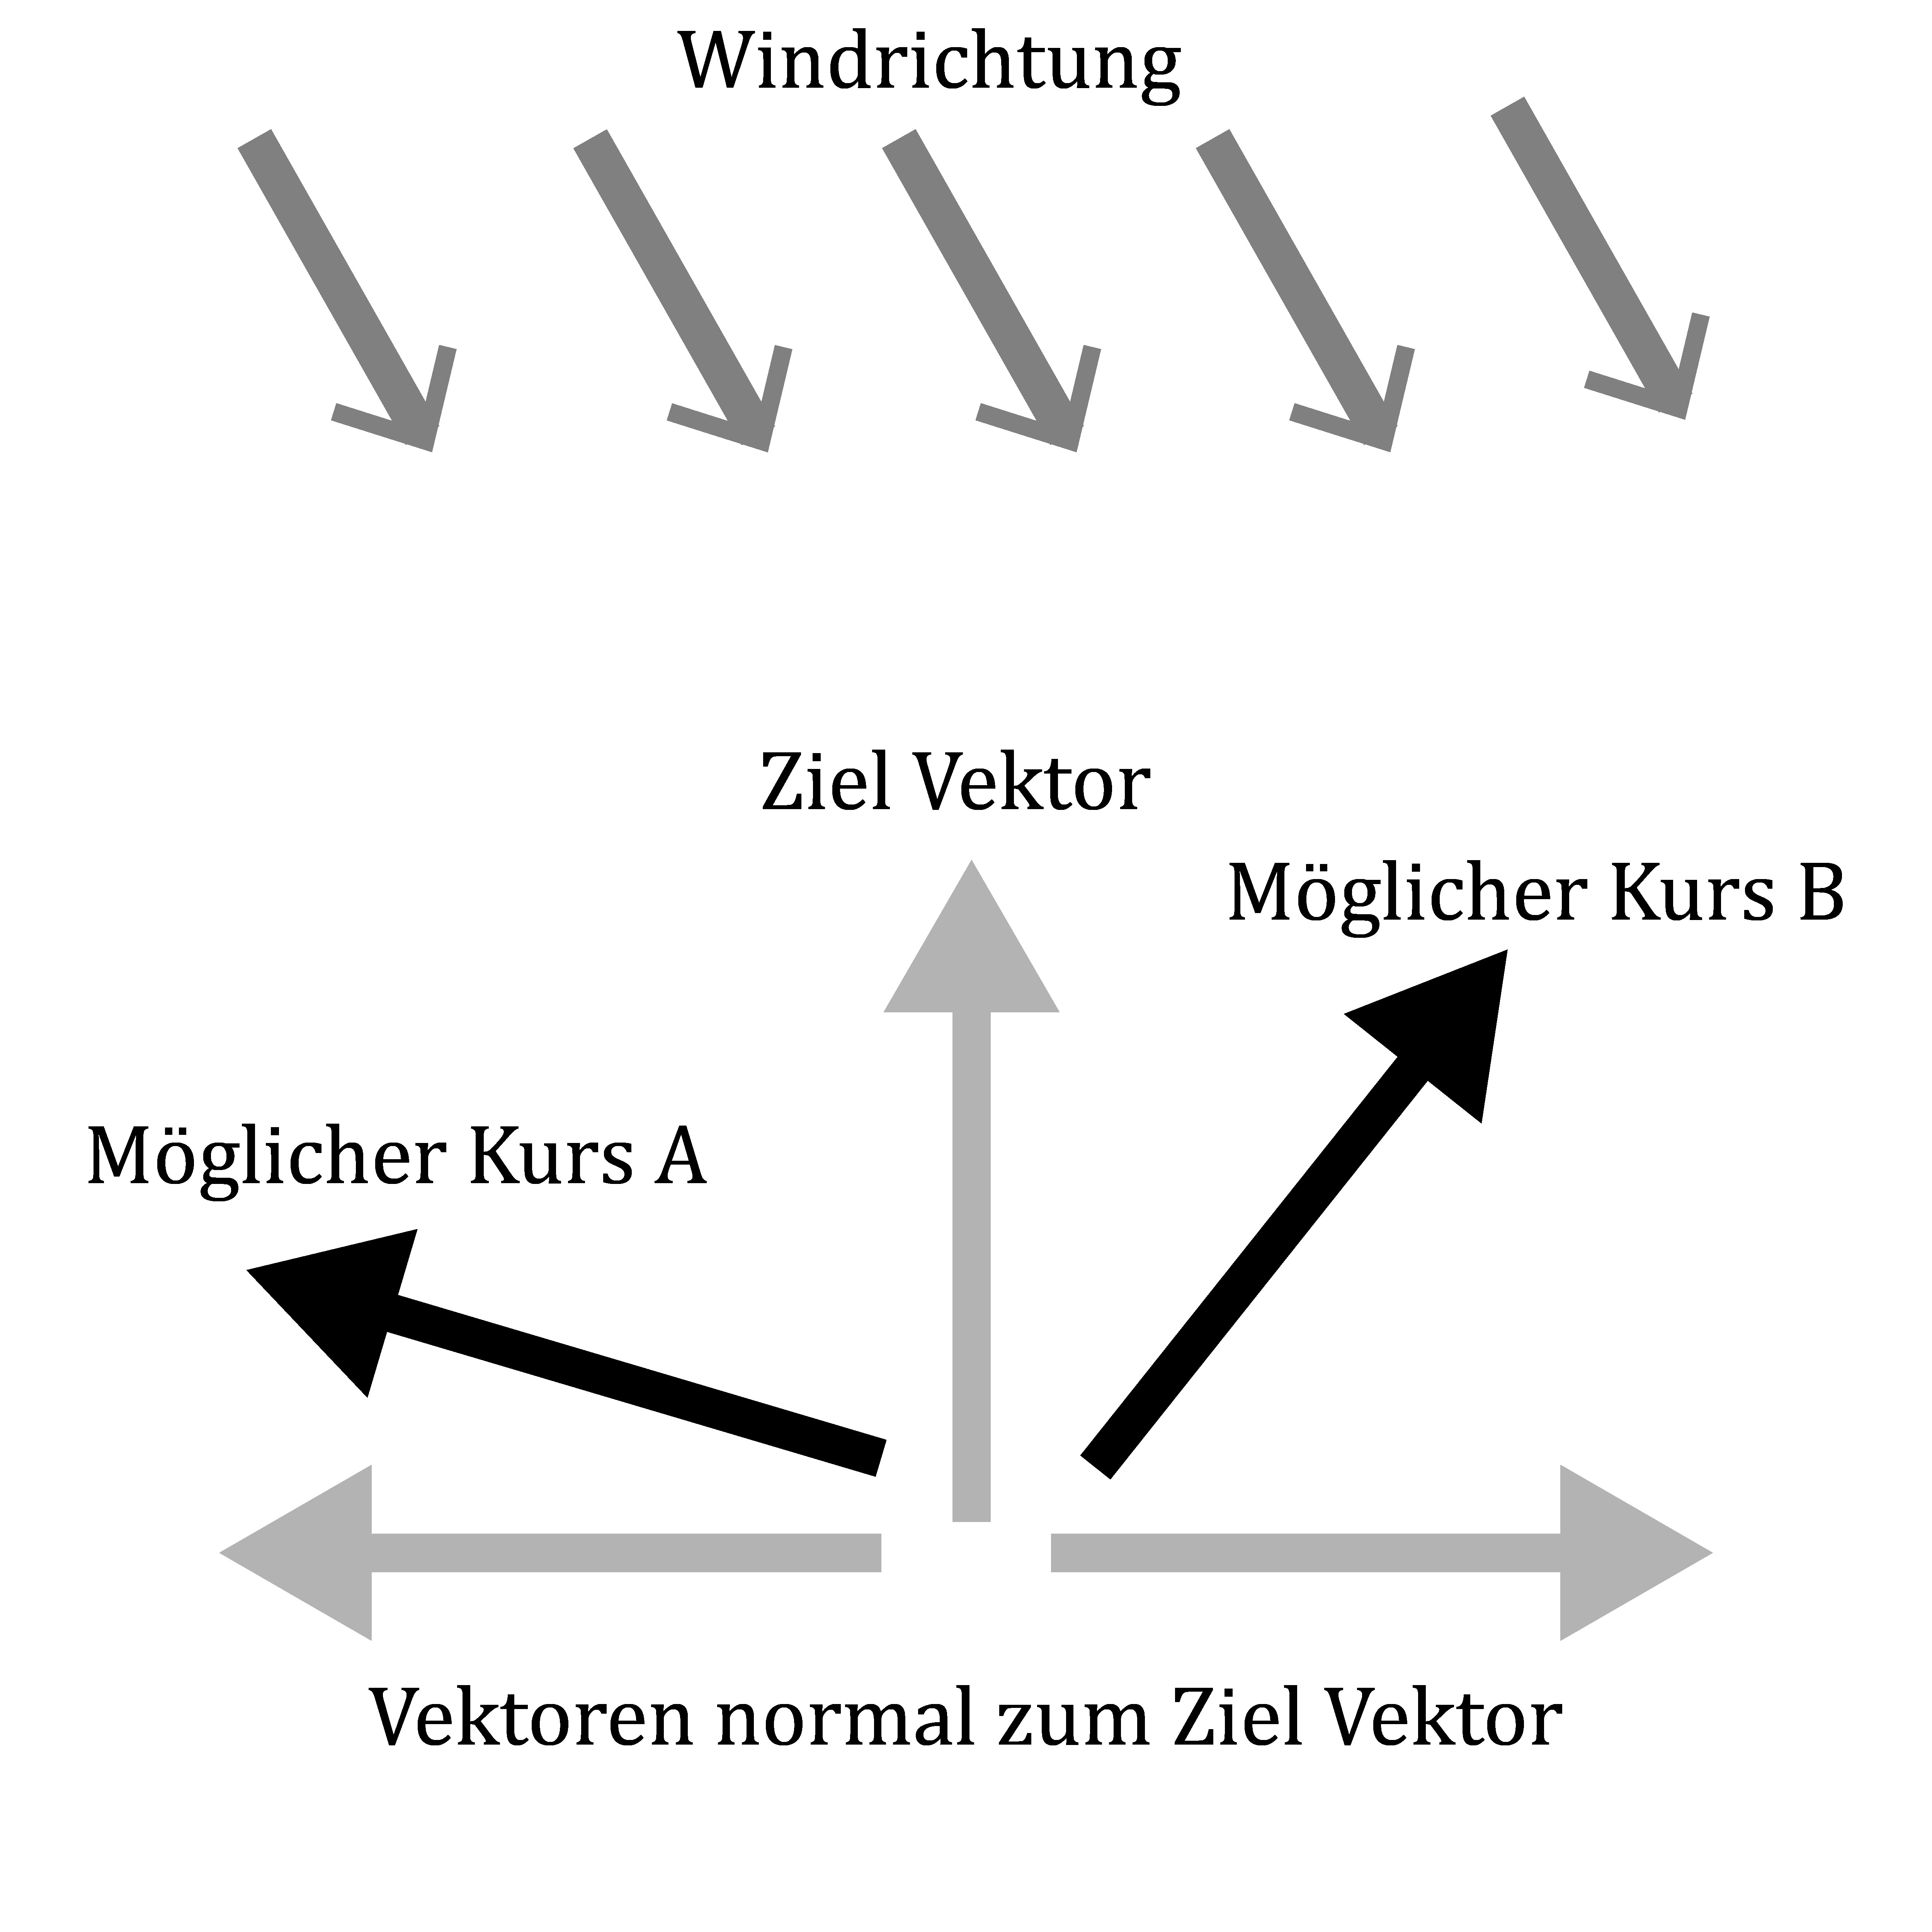 Windrichtung
Ziel Vektor
Möglicher Kurs B
Möglicher Kurs A
Vektoren normal zum Ziel Vektor